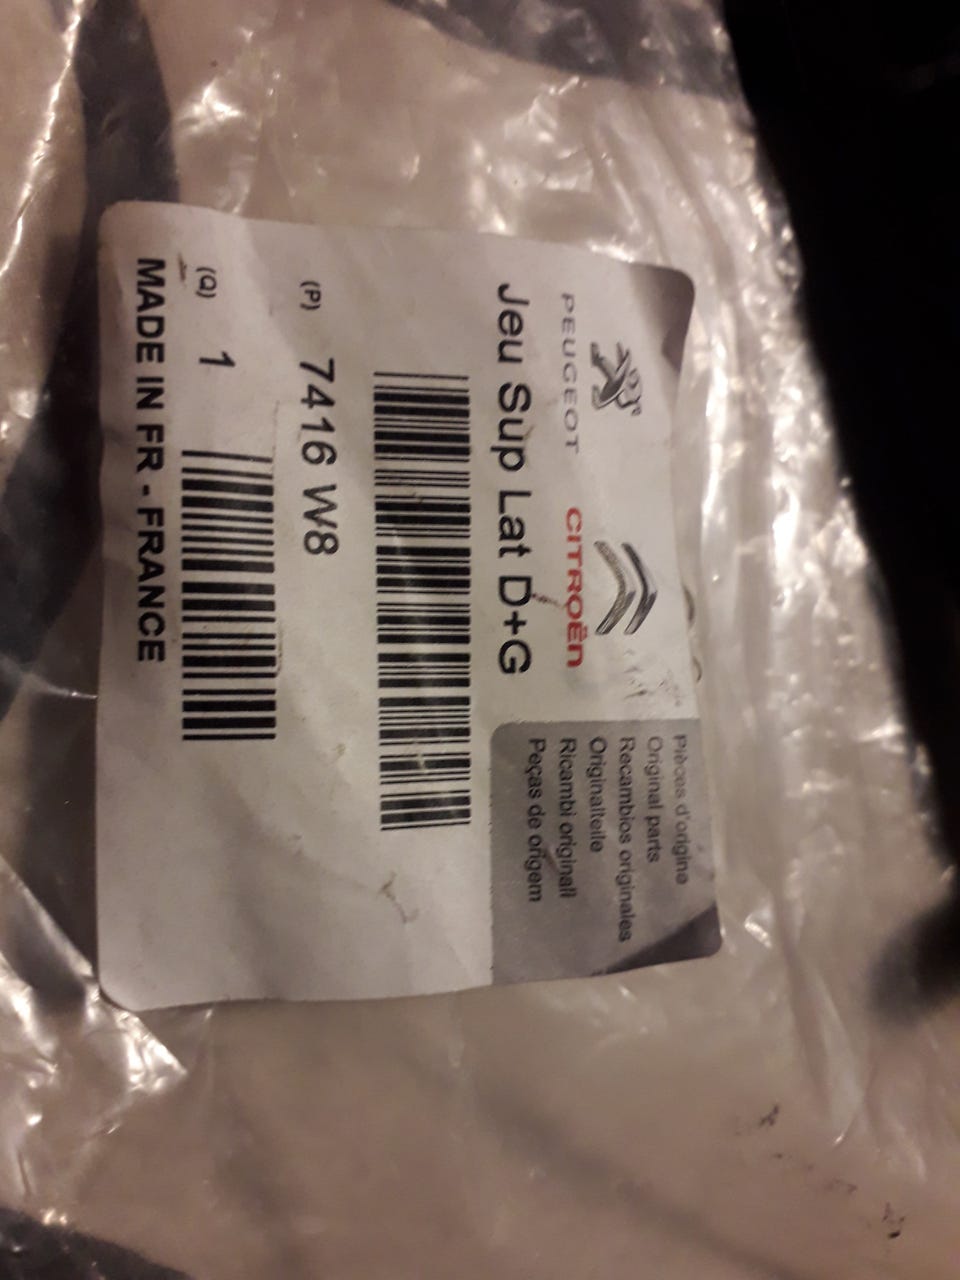 PEUGEOT CITROËN
Jeu Sup Lat D+G
(P) 7416 W8
(Q) 1
MADE IN FR - FRANCE
Pièces d'origine
Original parts
Recambios originales
Originalteile
Ricambi originali
Peças de origem